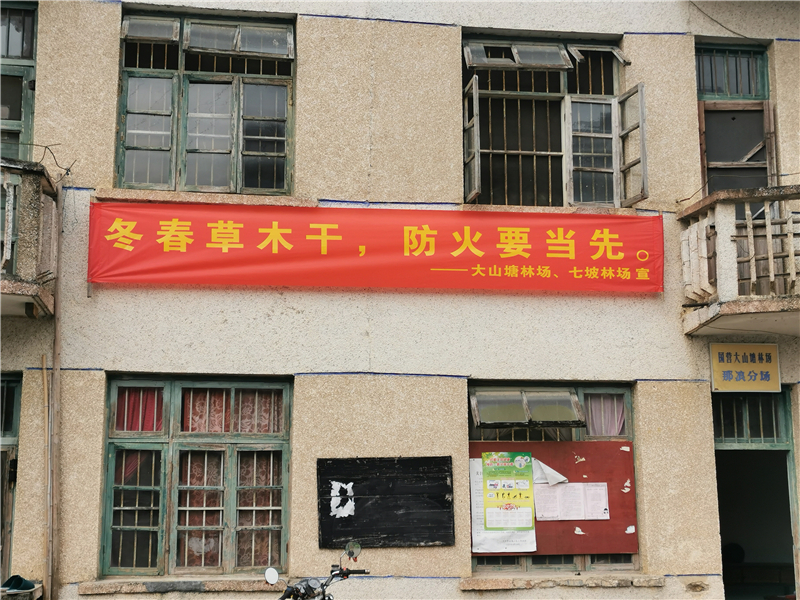 冬春草木干，防火要当先。
——大山塘林场、七坡林场宣
国营大山塘林场
那浪分场